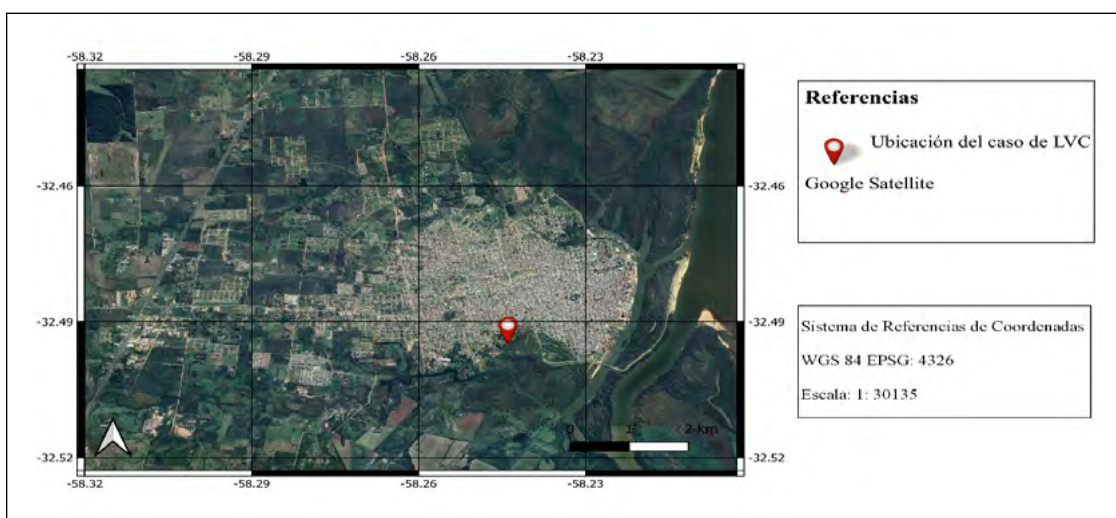 -58.32 -58.29 -58.26 -58.23
-32.46 -32.46
-32.49 -32.49
-32.52 -32.52
0 1 2 km
-58.32 -58.29 -58.26 -58.23
Referencias
Ubicación del caso de LVC
Google Satellite
Sistema de Referencias de Coordenadas
WGS 84 EPSG: 4326
Escala: 1: 30135